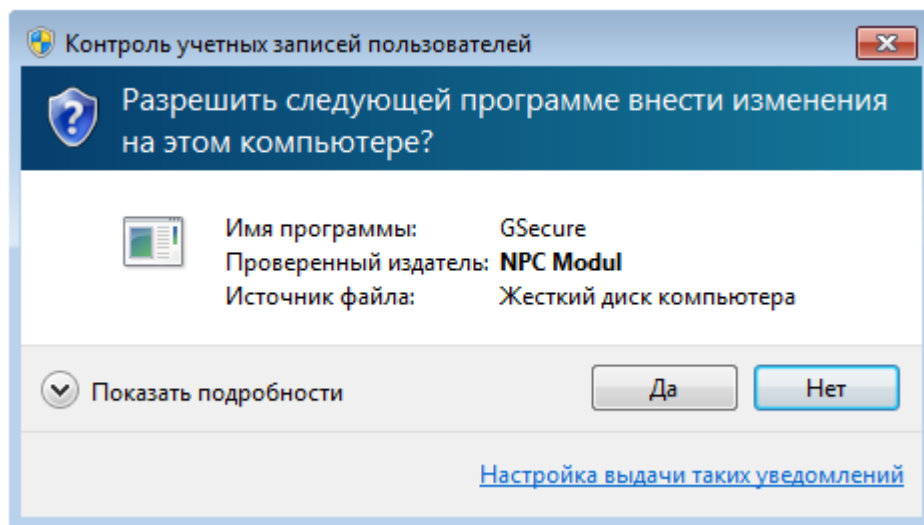 Контроль учетных записей пользователей
Разрешить следующей программе внести изменения
на этом компьютере?
Имя программы: GSecure
Проверенный издатель: NPC Modul
Источник файла: Жесткий диск компьютера
Показать подробности Да Нет
Настройка выдачи таких уведомлений